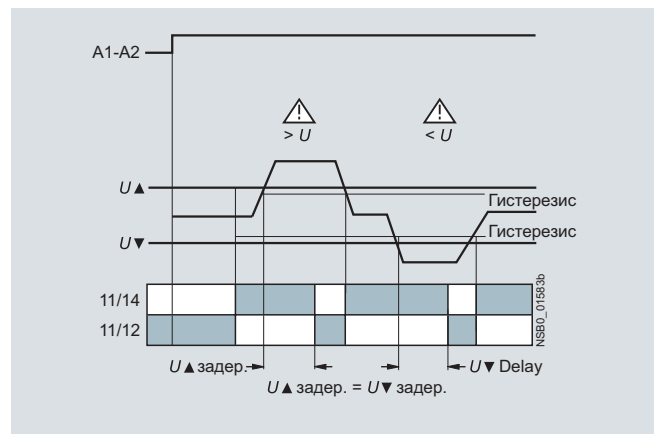 A1-A2
> U
< U
U▲
Гистерезис
Гистерезис
U▼
11/14
11/12
NSB0_01583b
U▲задер.
U▼ Delay
U▲задер. = U▼задер.